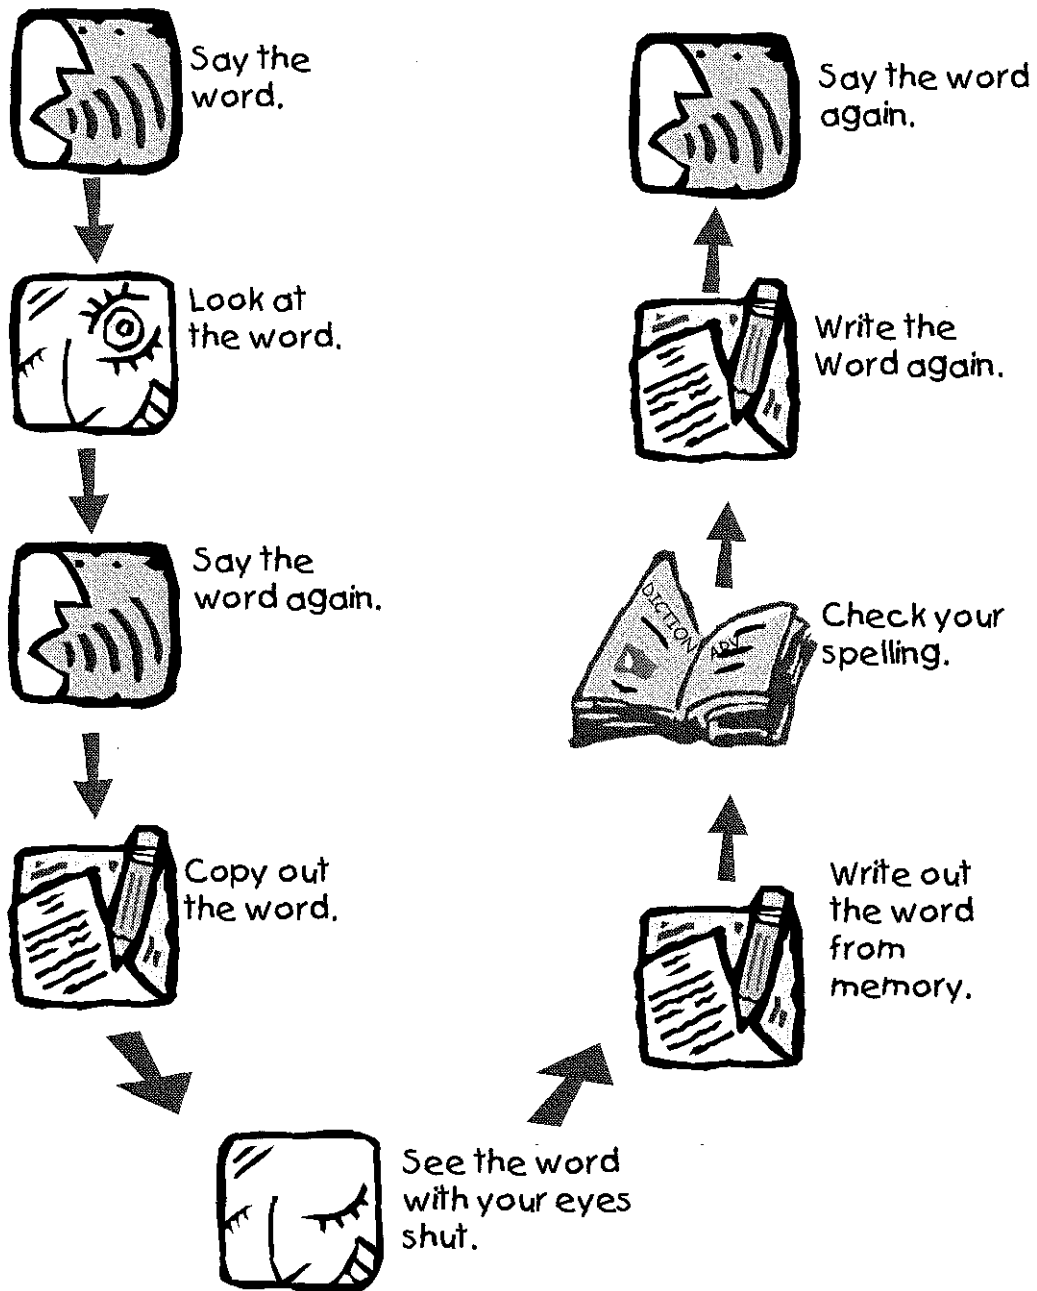 Say the
word.
Look at
the word.
Say the
word again.
Copy out
the word.
See the word
with your eyes
shut.
Write out
the word
from
memory.
Check your
spelling.
DICTIONARY
Write the
Word again.
Say the word
again.